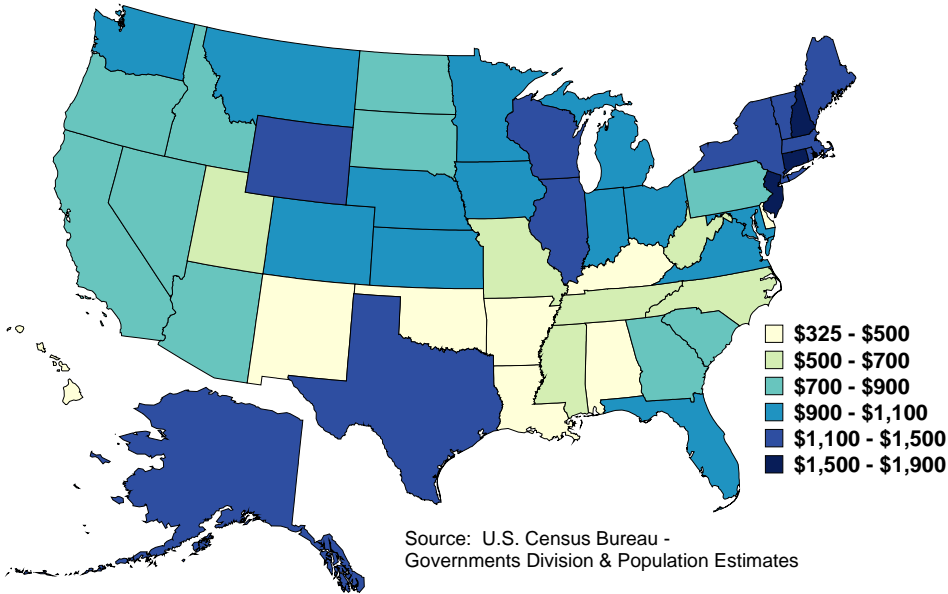 $325 - $500
$500 - $700
$700 - $900
$900 - $1,100
$1,100 - $1,500
$1,500 - $1,900
Source:  U.S. Census Bureau -
Governments Division & Population Estimates